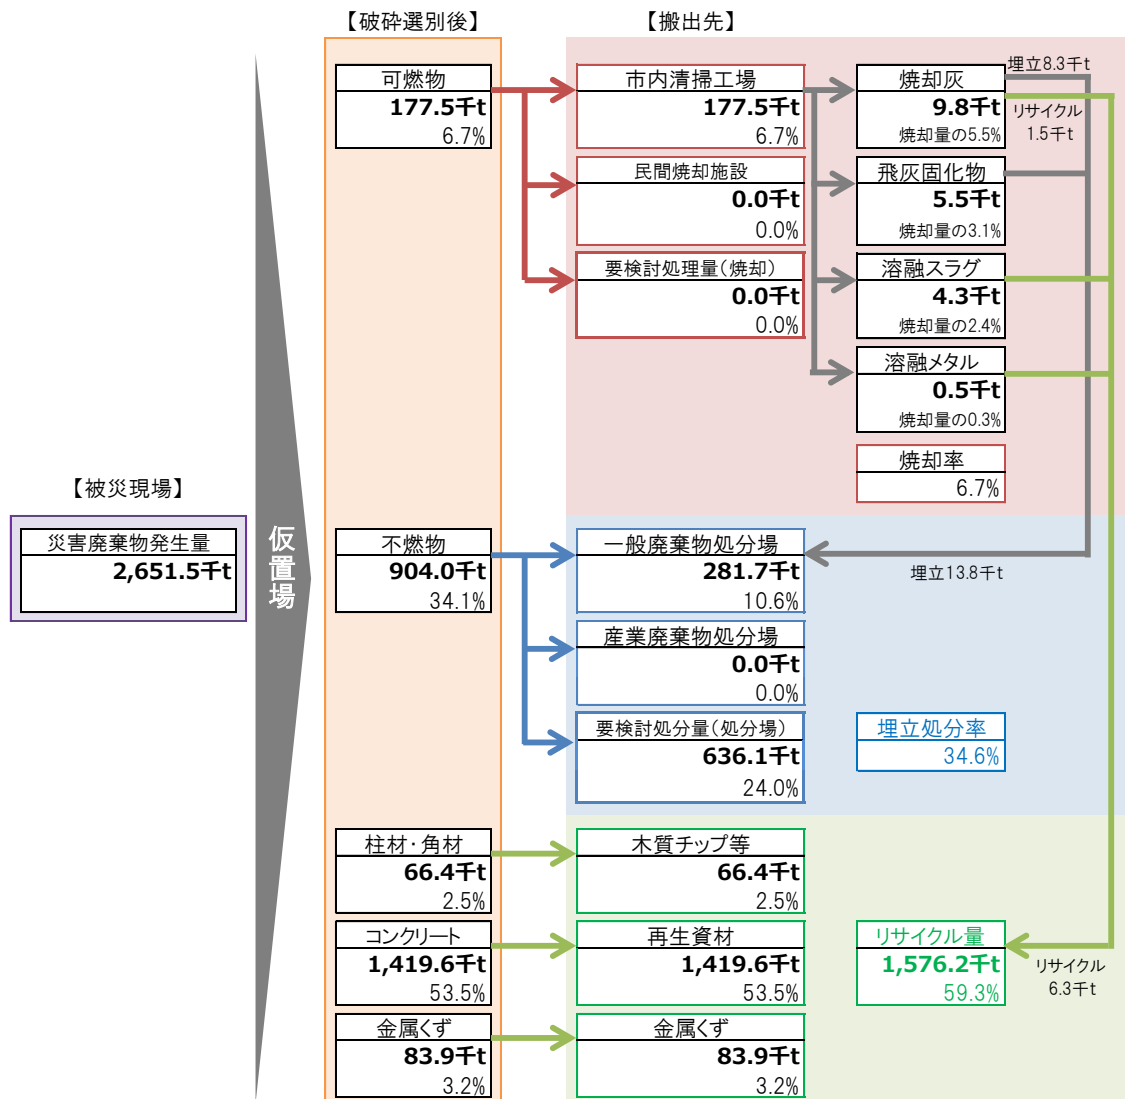 【破砕選別後】
【搬出先】
可燃物
177.5千t
6.7%
市内清掃工場
177.5千t
6.7%
焼却灰
9.8千t
焼却量の5.5%
埋立8.3千t
リサイクル
1.5千t
民間焼却施設
0.0千t
0.0%
飛灰固化物
5.5千t
焼却量の3.1%
要検討処理量(焼却)
0.0千t
0.0%
溶融スラグ
4.3千t
焼却量の2.4%
溶融メタル
0.5千t
焼却量の0.3%
焼却率
6.7%
【被災現場】
災害廃棄物発生量
2,651.5千t
仮置場
不燃物
904.0千t
34.1%
一般廃棄物処分場
281.7千t
10.6%
埋立13.8千t
産業廃棄物処分場
0.0千t
0.0%
要検討処分量(処分場)
636.1千t
24.0%
埋立処分率
34.6%
柱材・角材
66.4千t
2.5%
木質チップ等
66.4千t
2.5%
コンクリート
1,419.6千t
53.5%
再生資材
1,419.6千t
53.5%
リサイクル量
1,576.2千t
59.3%
リサイクル
6.3千t
金属くず
83.9千t
3.2%
金属くず
83.9千t
3.2%